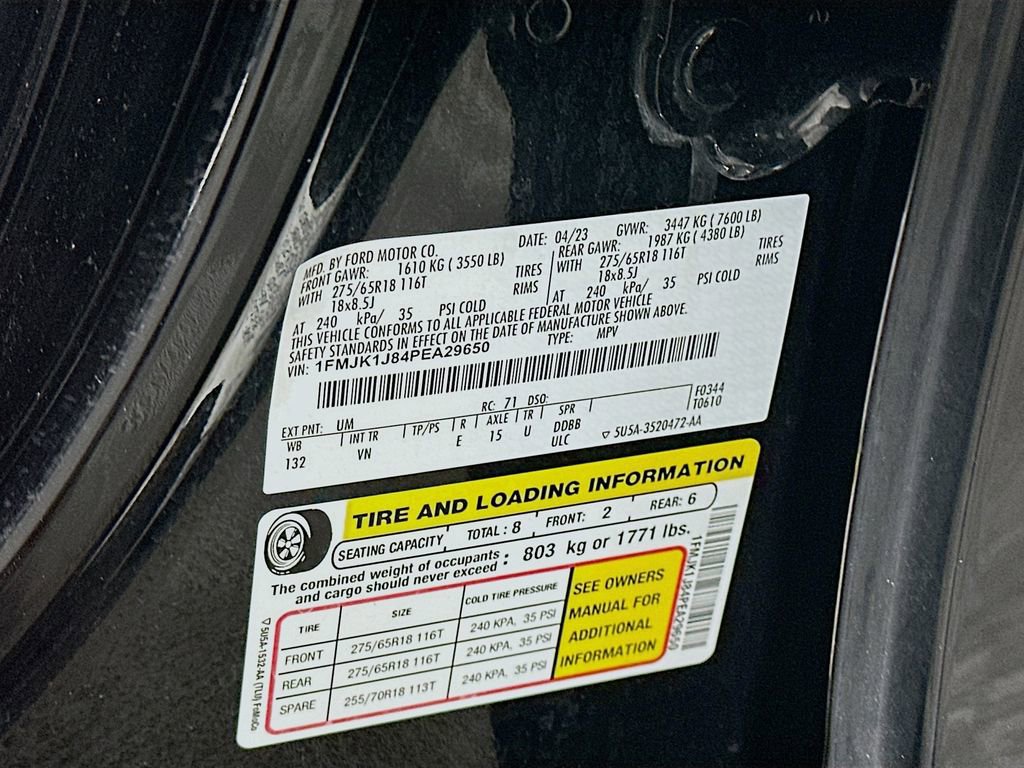 MFD. BY FORD MOTOR CO. DATE: 04/23 GVWR: 3447 KG ( 7600 LB)
FRONT GAWR: 1610 KG ( 3550 LB) REAR GAWR: 1987 KG ( 4380 LB)
WITH 275/65R18 116T TIRES WITH 275/65R18 116T TIRES
18x8.5J RIMS 18x8.5J RIMS
AT 240 kPa/ 35 PSI COLD AT 240 kPa/ 35 PSI COLD
THIS VEHICLE CONFORMS TO ALL APPLICABLE FEDERAL MOTOR VEHICLE
SAFETY STANDARDS IN EFFECT ON THE DATE OF MANUFACTURE SHOWN ABOVE.
VIN: 1FMJK1J84PEA29650 TYPE: MPV
EXT PNT: UM RC: 71 DSO: F0344
WB INT TR TP/PS R AXLE TR SPR T0610
132 VN E 15 U DDBB
ULC ▽ 5U5A-3520472-AA
TIRE AND LOADING INFORMATION
SEATING CAPACITY TOTAL : 8 FRONT: 2 REAR: 6
The combined weight of occupants
and cargo should never exceed : 803 kg or 1771 lbs.
TIRE SIZE COLD TIRE PRESSURE
FRONT 275/65R18 116T 240 KPA, 35 PSI
REAR 275/65R18 116T 240 KPA, 35 PSI
SPARE 255/70R18 113T 240 KPA, 35 PSI
SEE OWNERS
MANUAL FOR
ADDITIONAL
INFORMATION
1FMJK1J84PEA29650
▽ 5U5A-1532-AA (TLU) FoMoCo